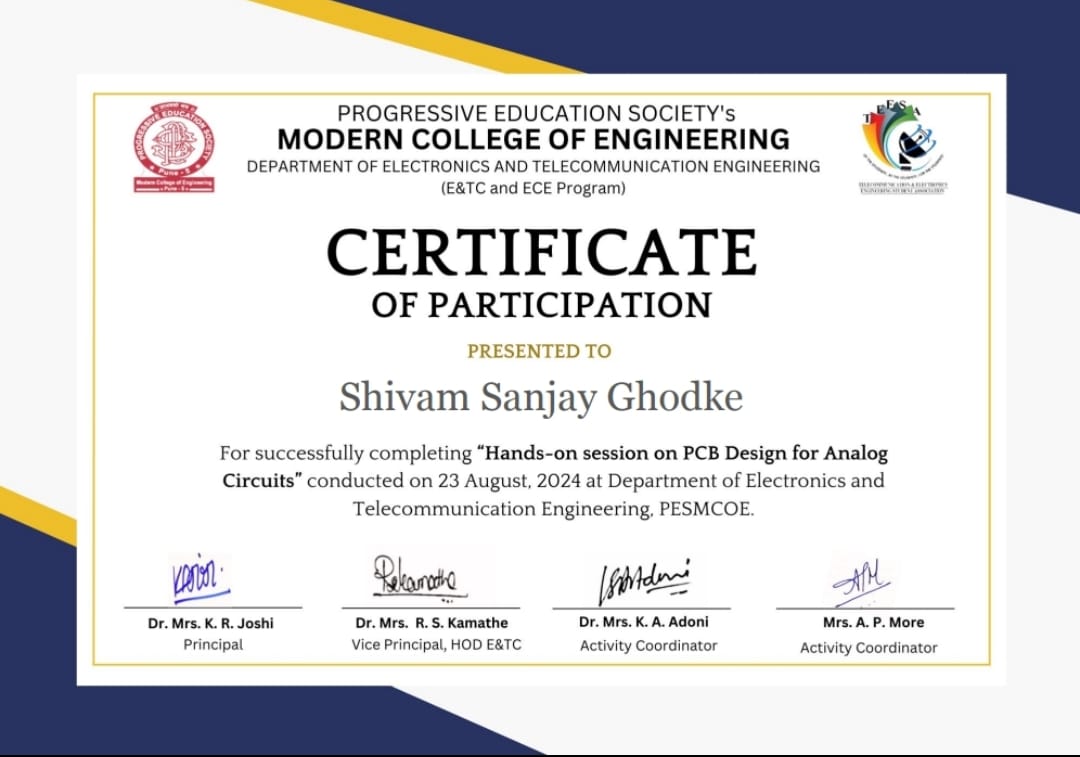 PROGRESSIVE EDUCATION SOCIETY's
MODERN COLLEGE OF ENGINEERING
DEPARTMENT OF ELECTRONICS AND TELECOMMUNICATION ENGINEERING
(E&TC and ECE Program)
PROGRESSIVE EDUCATION SOCIETY
Pune - 5
Modern College of Engineering
Pune - 5
TEESA
TELECOMMUNICATION & ELECTRONICS
ENGINEERING STUDENT ASSOCIATION
CERTIFICATE
OF PARTICIPATION
PRESENTED TO
Shivam Sanjay Ghodke
For successfully completing “Hands-on session on PCB Design for Analog
Circuits” conducted on 23 August, 2024 at Department of Electronics and
Telecommunication Engineering, PESMCOE.
Dr. Mrs. K. R. Joshi
Principal
Dr. Mrs. R. S. Kamathe
Vice Principal, HOD E&TC
Dr. Mrs. K. A. Adoni
Activity Coordinator
Mrs. A. P. More
Activity Coordinator